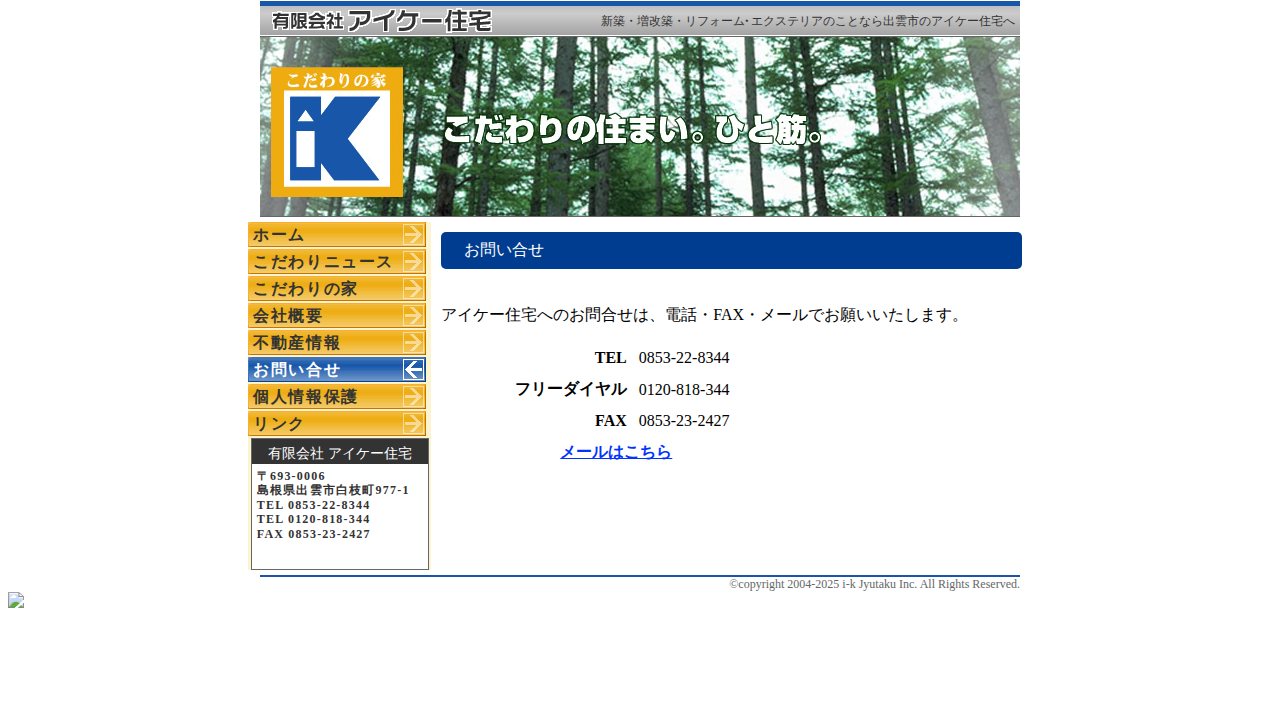 有限会社 アイケー住宅
新築・増改築・リフォーム・エクステリアのことなら出雲市のアイケー住宅へ
こだわりの家
iK
こだわりの住まい。ひと筋。
ホーム
こだわりニュース
こだわりの家
会社概要
不動産情報
お問い合せ
個人情報保護
リンク
有限会社 アイケー住宅
〒693-0006
島根県出雲市白枝町977-1
TEL 0853-22-8344
TEL 0120-818-344
FAX 0853-23-2427
お問い合せ
アイケー住宅へのお問合せは、電話・FAX・メールでお願いいたします。
TEL 0853-22-8344
フリーダイヤル 0120-818-344
FAX 0853-23-2427
メールはこちら
©copyright 2004-2025 i-k Jyutaku Inc. All Rights Reserved.